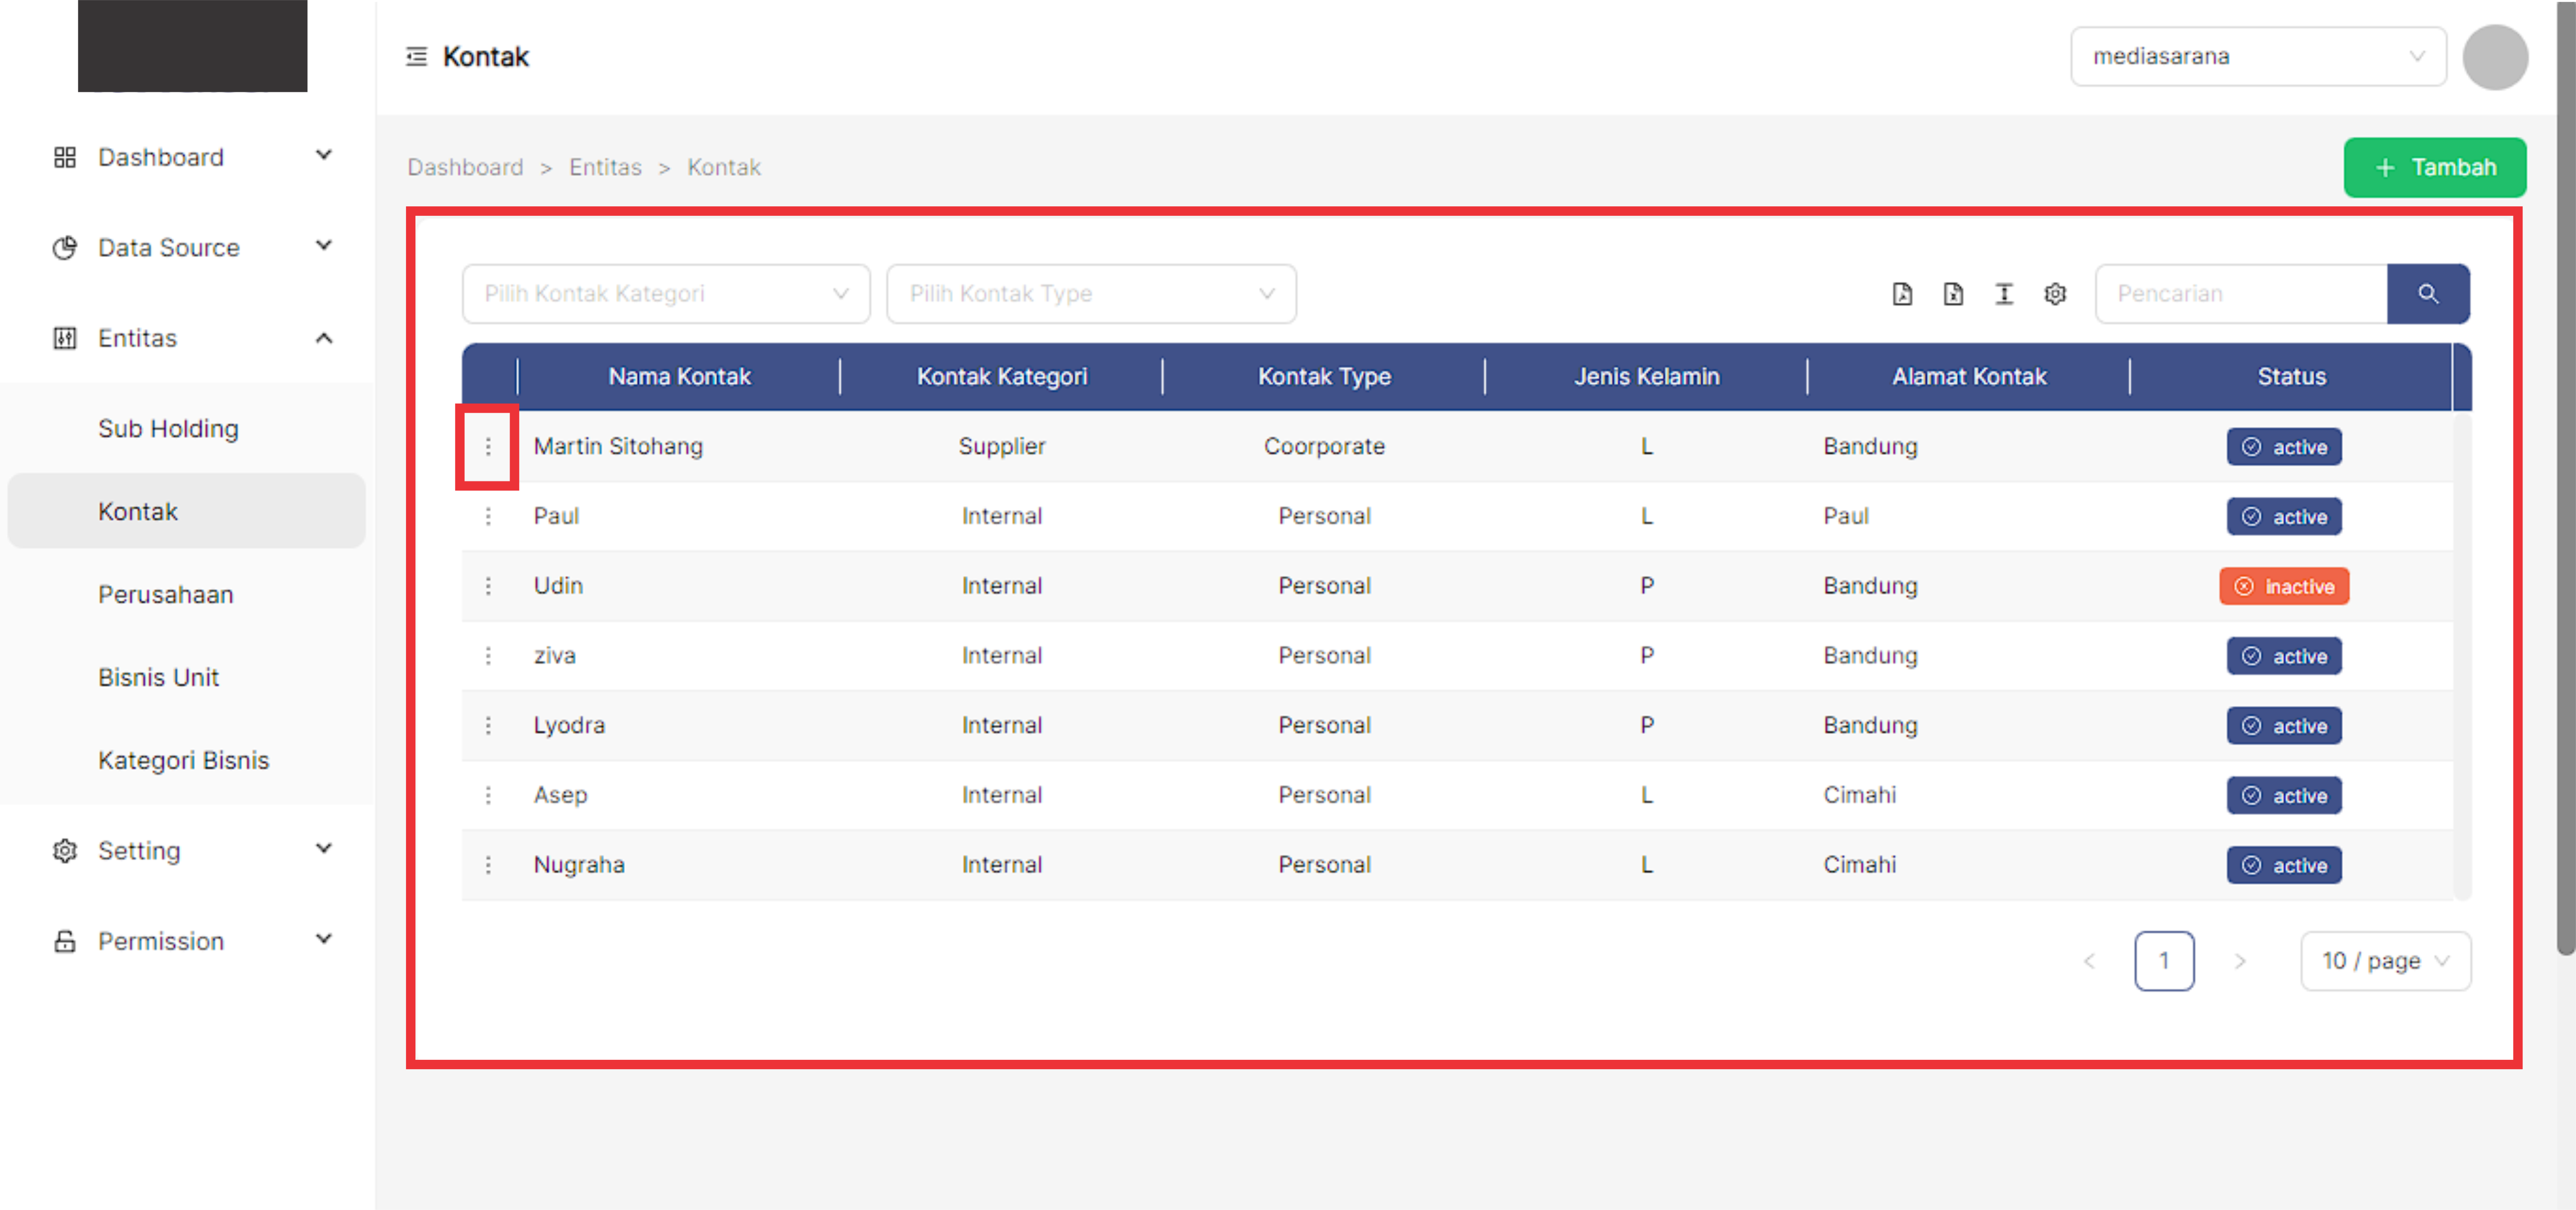 Kontak
mediasarana
Dashboard
Data Source
Entitas
Sub Holding
Kontak
Perusahaan
Bisnis Unit
Kategori Bisnis
Setting
Permission
Dashboard > Entitas > Kontak
+ Tambah
Pilih Kontak Kategori
Pilih Kontak Type
Pencarian
Nama Kontak Kontak Kategori Kontak Type Jenis Kelamin Alamat Kontak Status
Martin Sitohang Supplier Coorporate L Bandung active
Paul Internal Personal L Paul active
Udin Internal Personal P Bandung inactive
ziva Internal Personal P Bandung active
Lyodra Internal Personal P Bandung active
Asep Internal Personal L Cimahi active
Nugraha Internal Personal L Cimahi active
< 1 > 10 / page